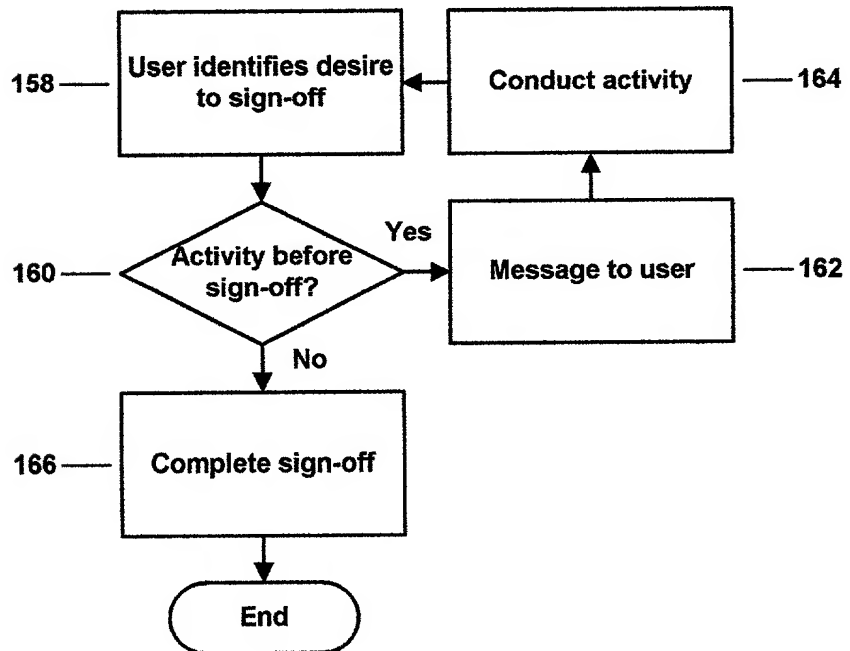 158
User identifies desire
to sign-off
Conduct activity
164
160
Activity before
sign-off?
Yes
Message to user
162
No
166
Complete sign-off
End